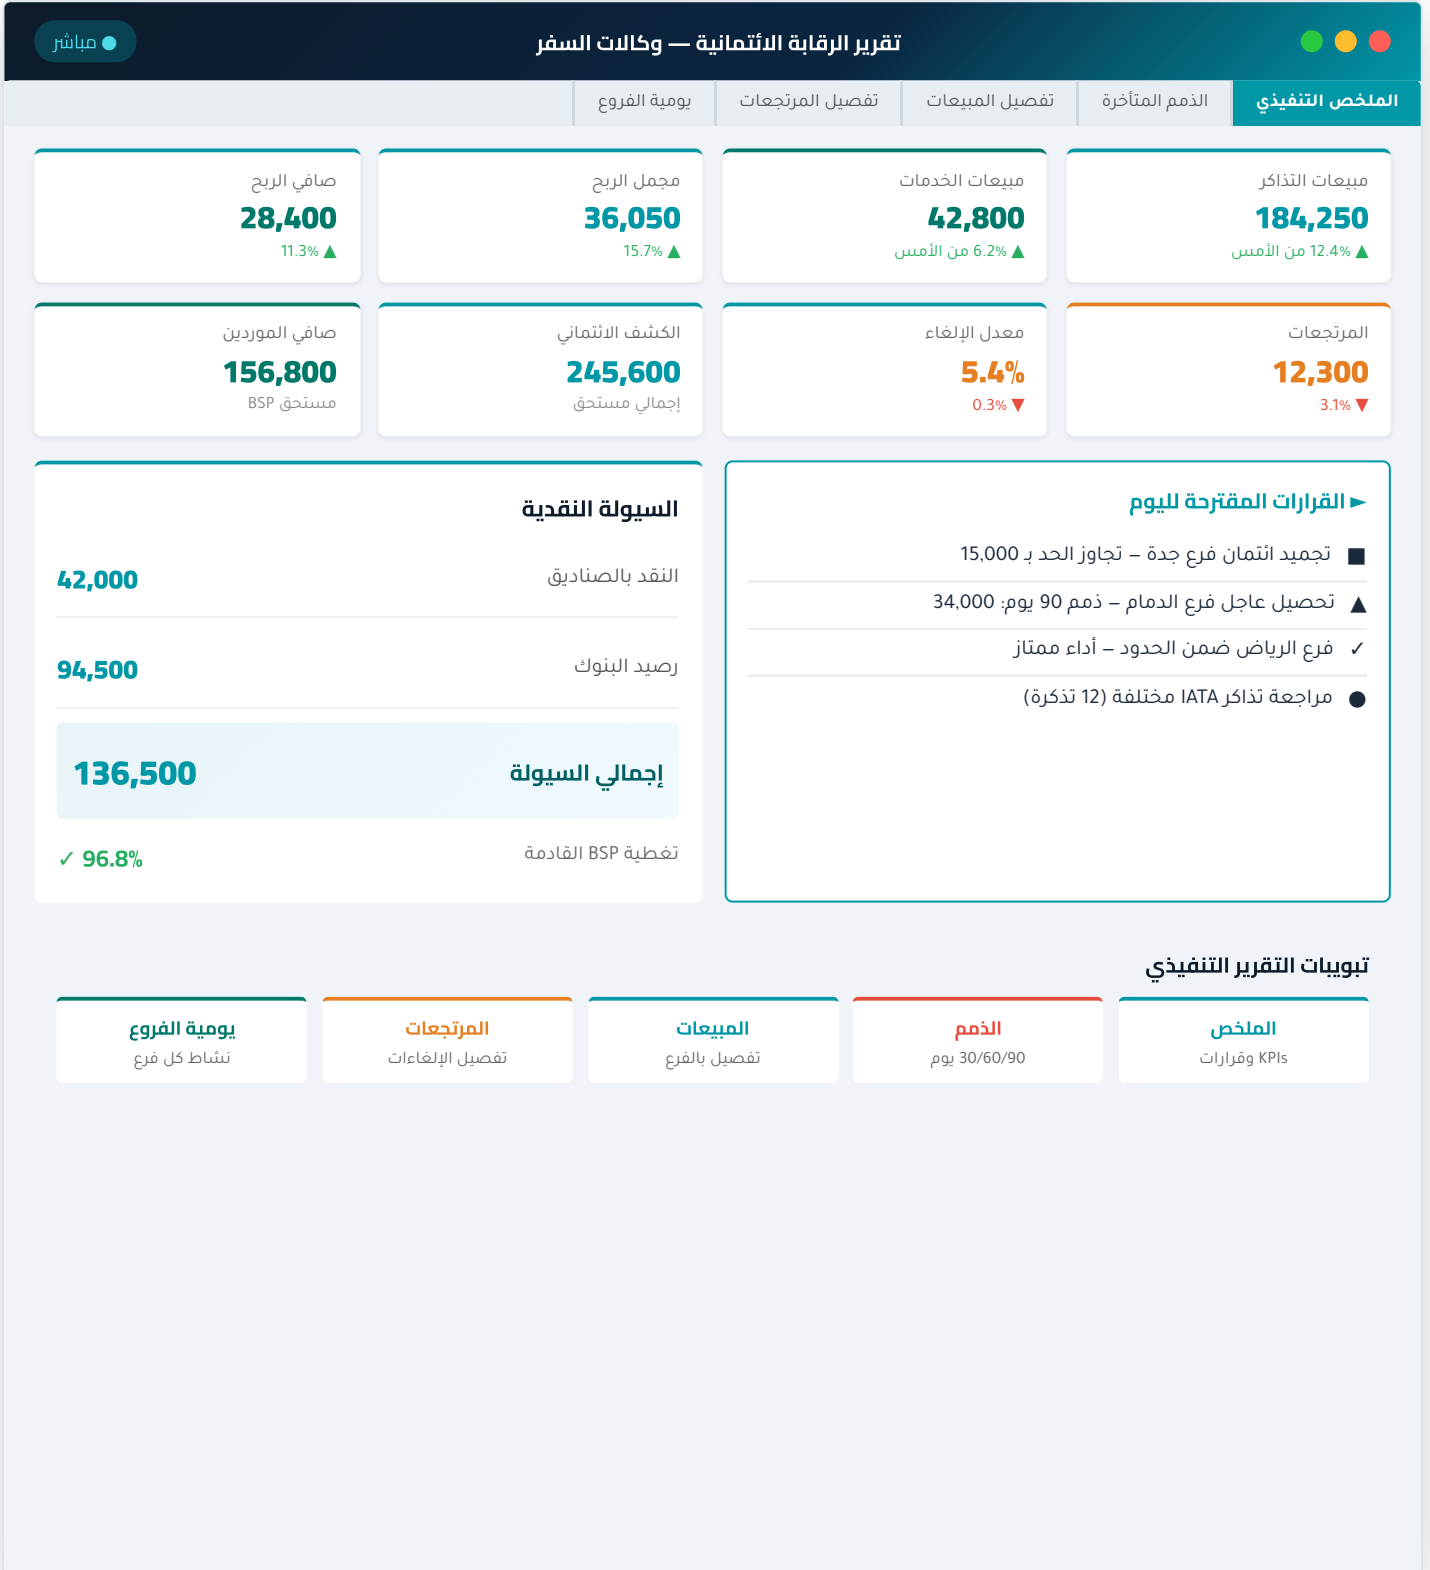 تقرير الرقابة الائتمانية — وكالات السفر
● مباشر
الملخص التنفيذي
الذمم المتأخرة
تفصيل المبيعات
تفصيل المرتجعات
يومية الفروع
مبيعات التذاكر
184,250
▲ 12.4% من الأمس
مبيعات الخدمات
42,800
▲ 6.2% من الأمس
مجمل الربح
36,050
▲ 15.7%
صافي الربح
28,400
▲ 11.3%
المرتجعات
12,300
▼ 3.1%
معدل الإلغاء
5.4%
▼ 0.3%
الكشف الائتماني
245,600
إجمالي مستحق
صافي الموردين
156,800
مستحق BSP
► القرارات المقترحة لليوم
■ تجميد ائتمان فرع جدة – تجاوز الحد بـ 15,000
▲ تحصيل عاجل فرع الدمام – ذمم 90 يوم: 34,000
✓ فرع الرياض ضمن الحدود – أداء ممتاز
● مراجعة تذاكر IATA مختلفة (12 تذكرة)
السيولة النقدية
النقد بالصناديق 42,000
رصيد البنوك 94,500
إجمالي السيولة 136,500
تغطية BSP القادمة 96.8% ✓
تبويبات التقرير التنفيذي
الملخص
KPIs وقرارات
الذمم
30/60/90 يوم
المبيعات
تفصيل بالفرع
المرتجعات
تفصيل الإلغاءات
يومية الفروع
نشاط كل فرع